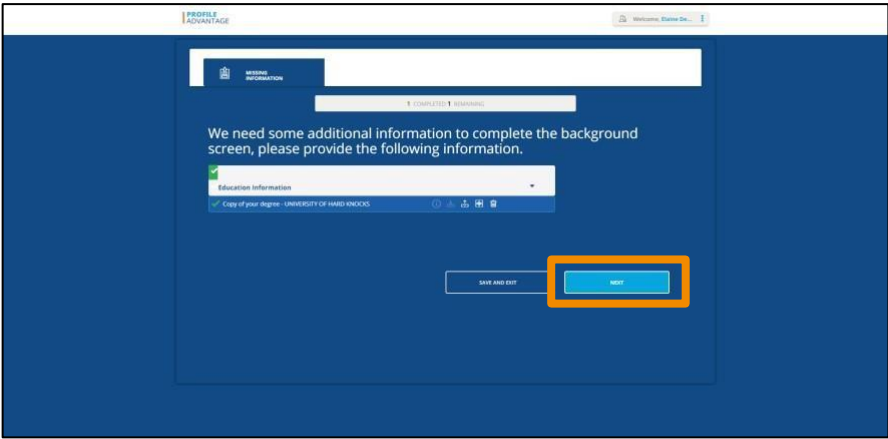 PROFILE
ADVANTAGE
Welcome, Elaine Be... 
MISSING
INFORMATION
1 COMPLETED 1 REMAINING
We need some additional information to complete the background
screen, please provide the following information.
Education Information
Copy of your degree - UNIVERSITY OF HARD KNOCKS
SAVE AND EXIT
NEXT